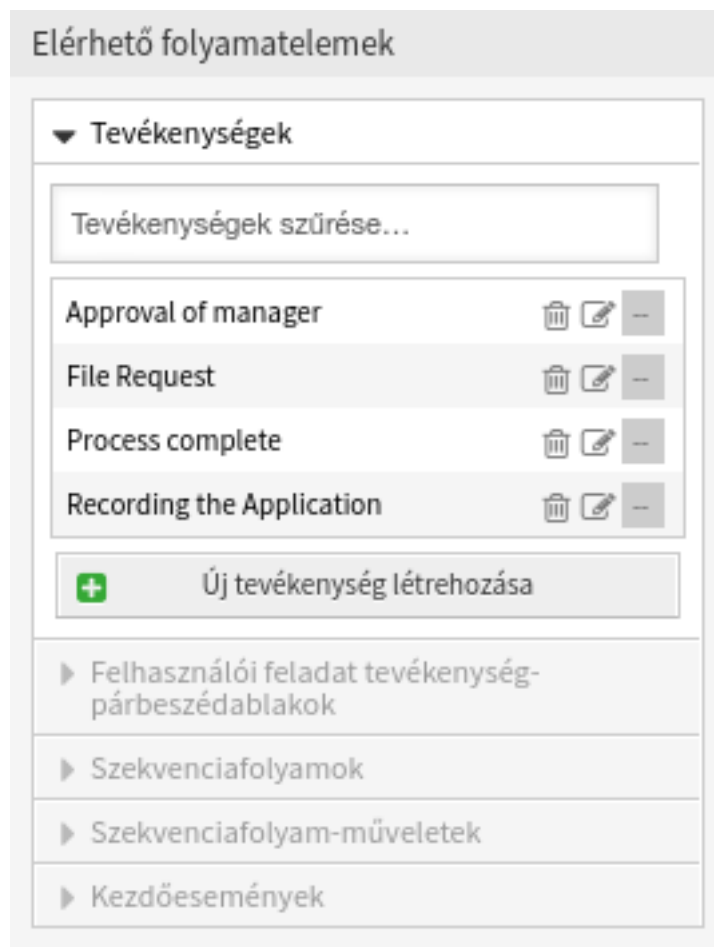 Elérhető folyamatelemek
Tevékenységek
Tevékenységek szűrése...
Approval of manager
File Request
Process complete
Recording the Application
Új tevékenység létrehozása
Felhasználói feladat tevékenység-
párbeszédablakok
Szekvenciafolyamok
Szekvenciafolyam-műveletek
Kezdőesemények